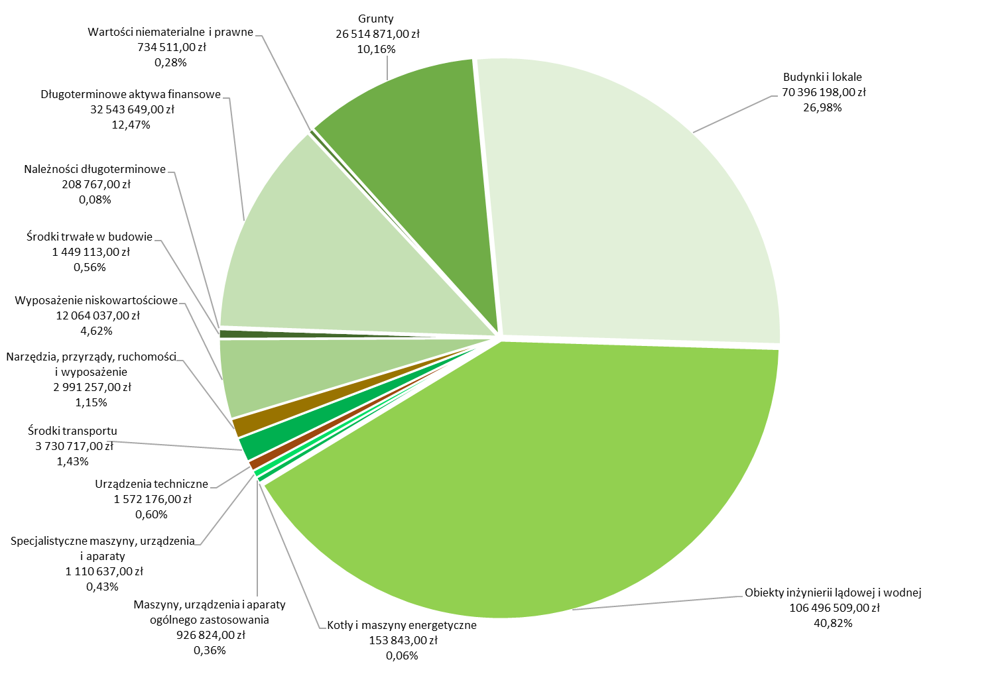 Grunty
26 514 871,00 zł
10,16%
Wartości niematerialne i prawne
734 511,00 zł
0,28%
Budynki i lokale
70 396 198,00 zł
26,98%
Długoterminowe aktywa finansowe
32 543 649,00 zł
12,47%
Należności długoterminowe
208 767,00 zł
0,08%
Środki trwałe w budowie
1 449 113,00 zł
0,56%
Wyposażenie niskowartościowe
12 064 037,00 zł
4,62%
Narzędzia, przyrządy, ruchomości
i wyposażenie
2 991 257,00 zł
1,15%
Środki transportu
3 730 717,00 zł
1,43%
Urządzenia techniczne
1 572 176,00 zł
0,60%
Specjalistyczne maszyny, urządzenia
i aparaty
1 110 637,00 zł
0,43%
Maszyny, urządzenia i aparaty
ogólnego zastosowania
926 824,00 zł
0,36%
Kotły i maszyny energetyczne
153 843,00 zł
0,06%
Obiekty inżynierii lądowej i wodnej
106 496 509,00 zł
40,82%